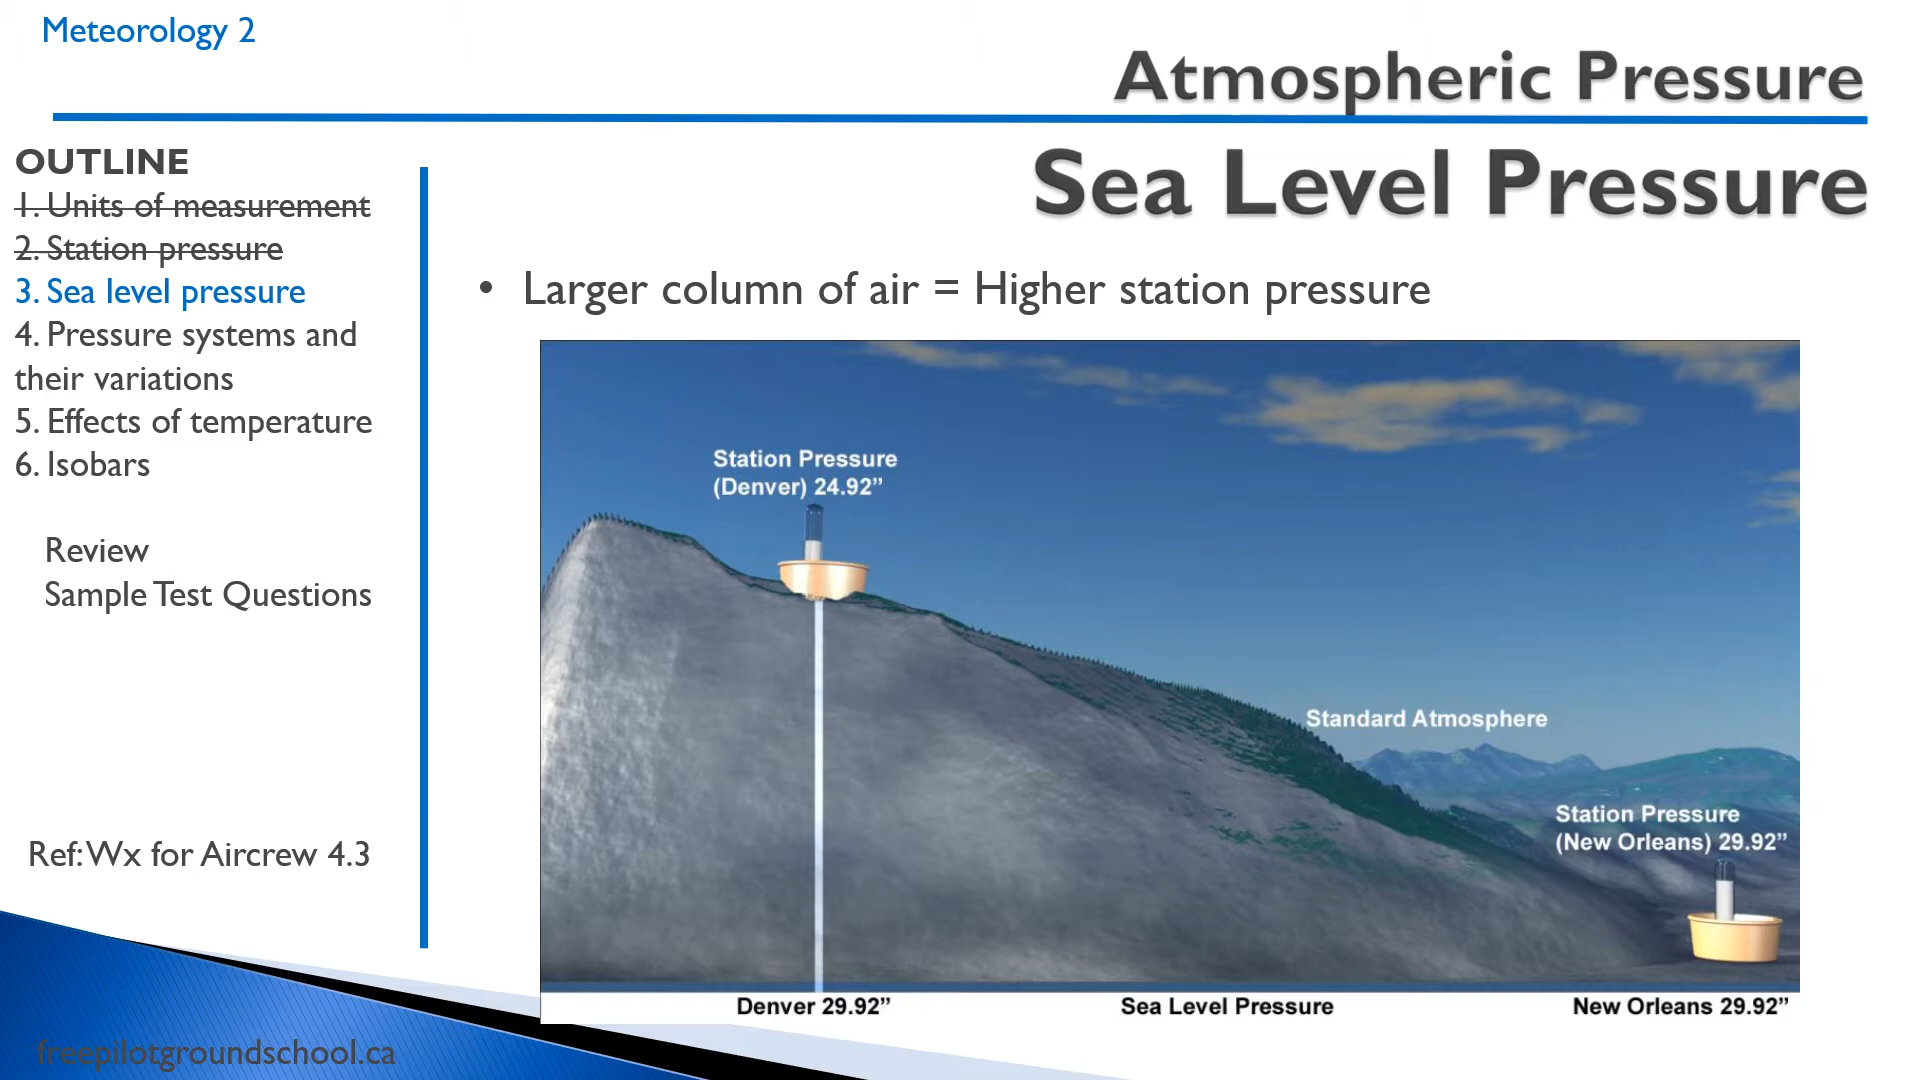 Meteorology 2
Atmospheric Pressure
OUTLINE
1. Units of measurement
2. Station pressure
3. Sea level pressure
4. Pressure systems and
their variations
5. Effects of temperature
6. Isobars
Review
Sample Test Questions
Ref: Wx for Aircrew 4.3
freepilotgroundschool.ca
Sea Level Pressure
• Larger column of air = Higher station pressure
Station Pressure
(Denver) 24.92”
Standard Atmosphere
Station Pressure
(New Orleans) 29.92”
Denver 29.92”
Sea Level Pressure
New Orleans 29.92”